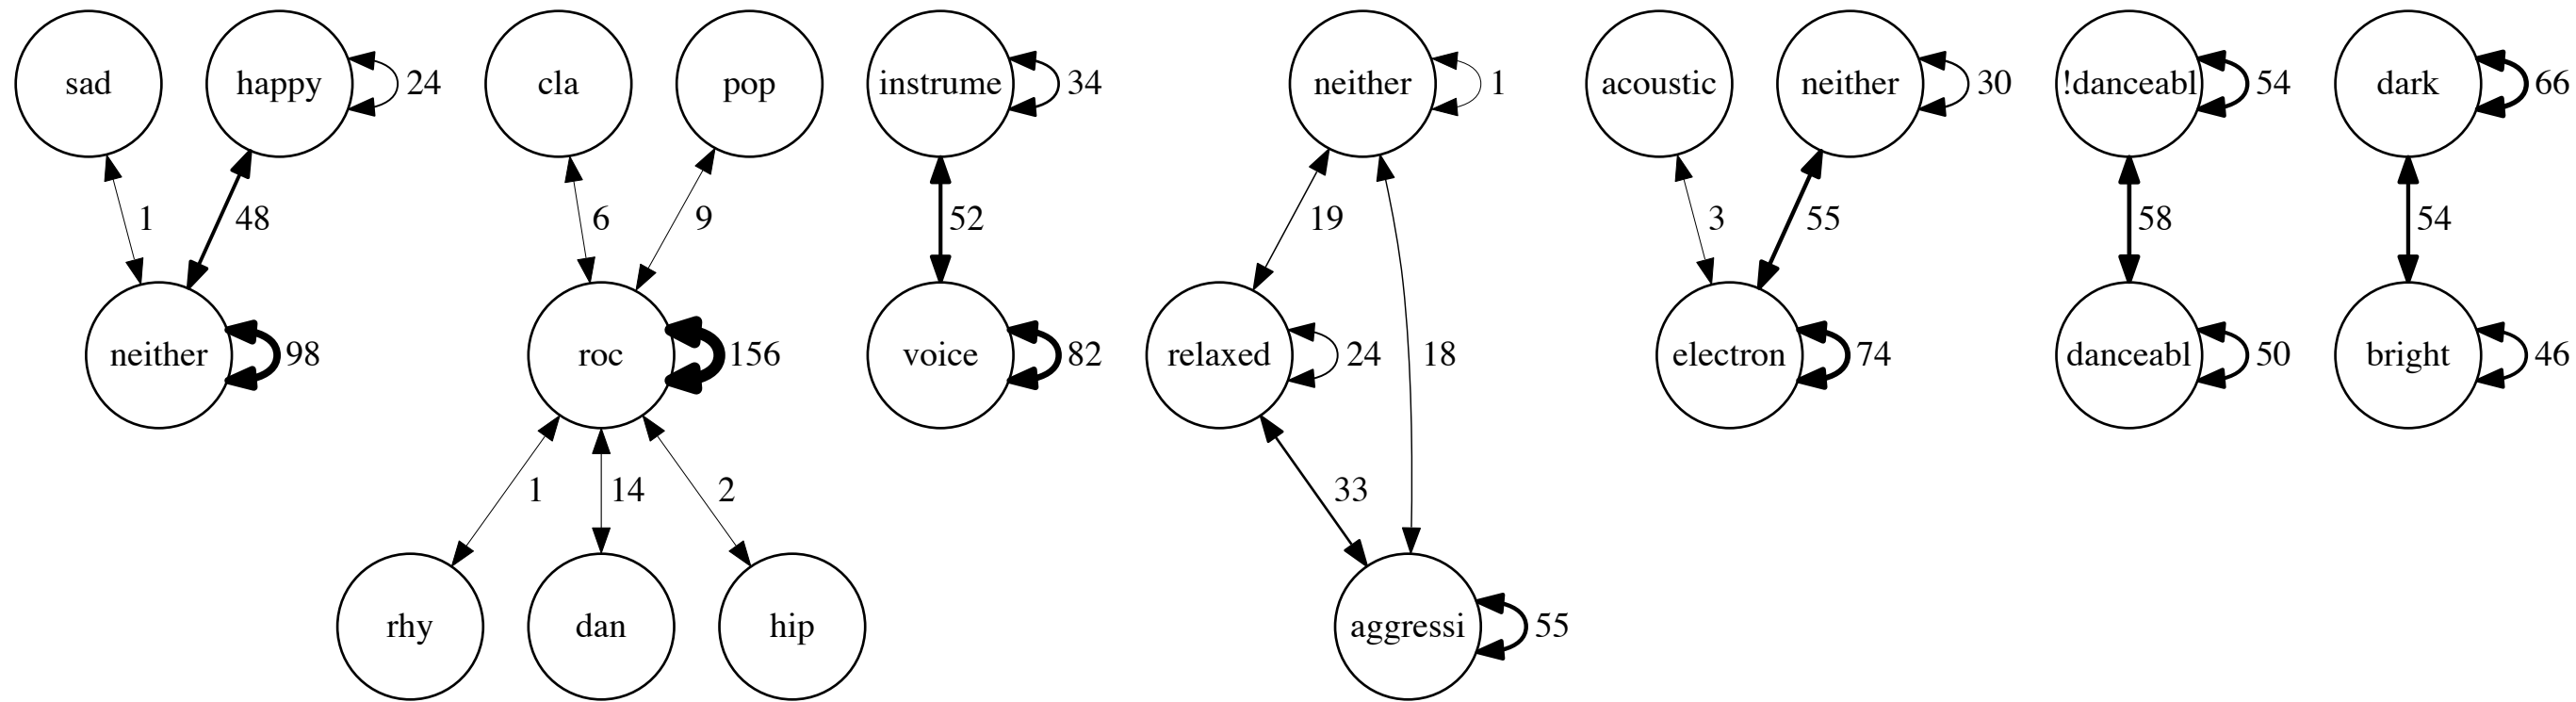 sad
happy
24
cla
pop
instrume
34
neither
1
acoustic
neither
30
!danceabl
54
dark
66
1
48
6
9
52
19
3
55
58
54
neither
98
roc
156
voice
82
relaxed
24
18
electron
74
danceabl
50
bright
46
1
14
2
33
rhy
dan
hip
aggressi
55